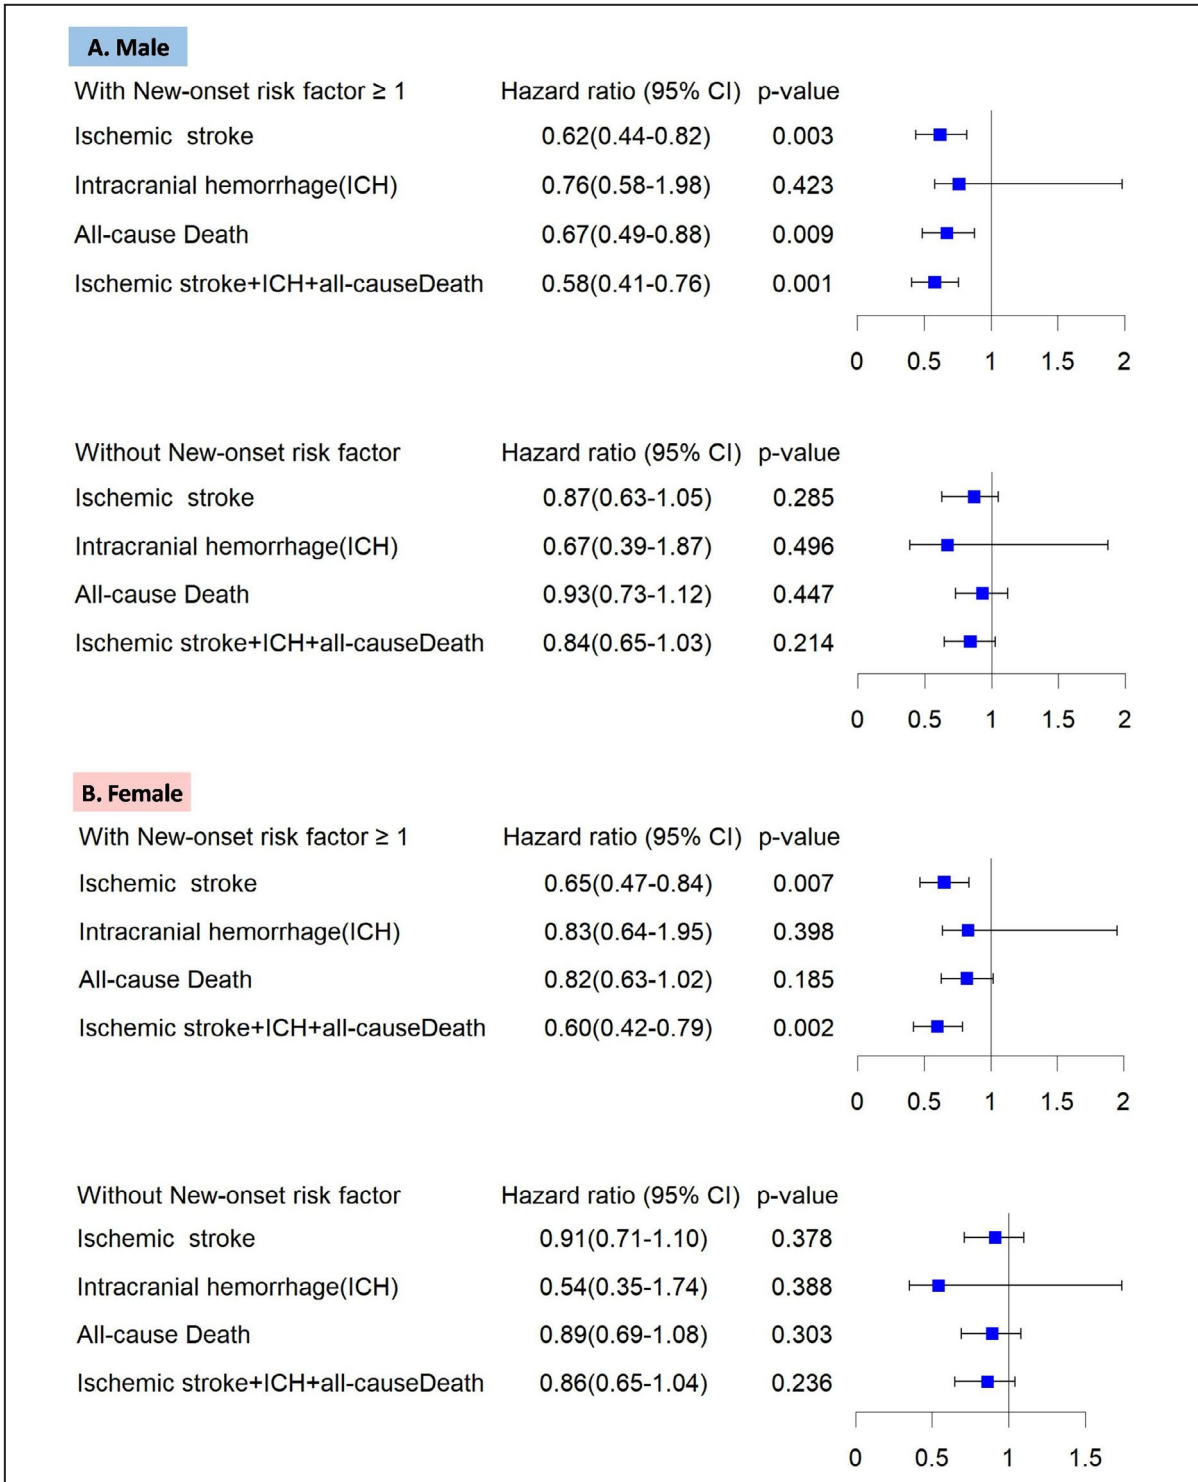 A. Male
With New-onset risk factor ≥ 1 Hazard ratio (95% CI) p-value
Ischemic stroke 0.62(0.44-0.82) 0.003
Intracranial hemorrhage(ICH) 0.76(0.58-1.98) 0.423
All-cause Death 0.67(0.49-0.88) 0.009
Ischemic stroke+ICH+all-causeDeath 0.58(0.41-0.76) 0.001
0 0.5 1 1.5 2
Without New-onset risk factor Hazard ratio (95% CI) p-value
Ischemic stroke 0.87(0.63-1.05) 0.285
Intracranial hemorrhage(ICH) 0.67(0.39-1.87) 0.496
All-cause Death 0.93(0.73-1.12) 0.447
Ischemic stroke+ICH+all-causeDeath 0.84(0.65-1.03) 0.214
0 0.5 1 1.5 2
B. Female
With New-onset risk factor ≥ 1 Hazard ratio (95% CI) p-value
Ischemic stroke 0.65(0.47-0.84) 0.007
Intracranial hemorrhage(ICH) 0.83(0.64-1.95) 0.398
All-cause Death 0.82(0.63-1.02) 0.185
Ischemic stroke+ICH+all-causeDeath 0.60(0.42-0.79) 0.002
0 0.5 1 1.5 2
Without New-onset risk factor Hazard ratio (95% CI) p-value
Ischemic stroke 0.91(0.71-1.10) 0.378
Intracranial hemorrhage(ICH) 0.54(0.35-1.74) 0.388
All-cause Death 0.89(0.69-1.08) 0.303
Ischemic stroke+ICH+all-causeDeath 0.86(0.65-1.04) 0.236
0 0.5 1 1.5